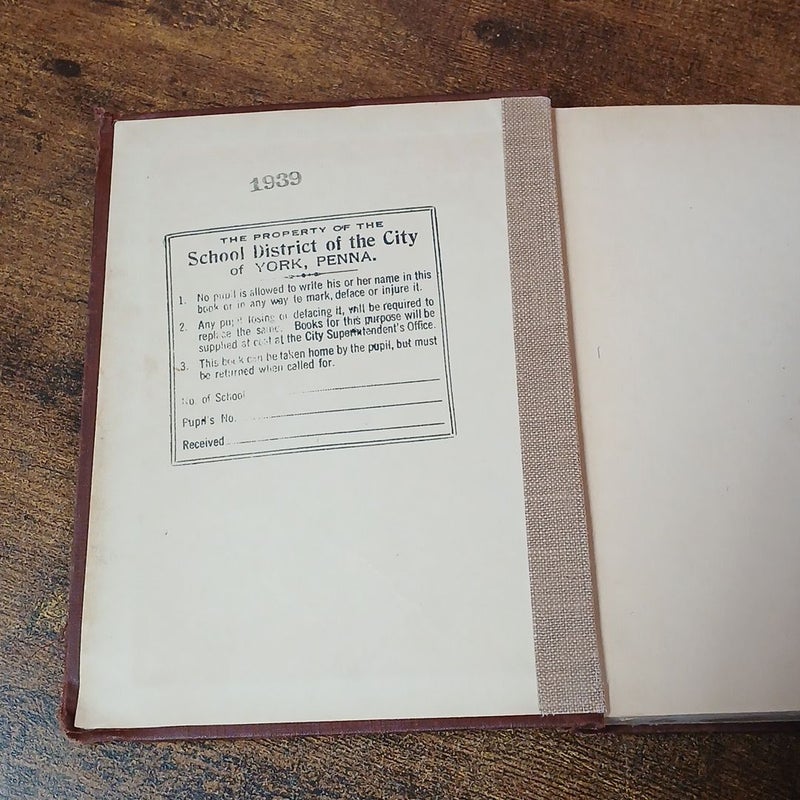 1939
THE PROPERTY OF THE
School District of the City
of YORK, PENNA.
1. No pupil is allowed to write his or her name in this
book or in any way to mark, deface or injure it.
2. Any pupil losing or defacing it, will be required to
replace the same. Books for this purpose will be
supplied at cost at the City Superintendent's Office.
3. This book can be taken home by the pupil, but must
be returned when called for.
No. of School
Pupil's No.
Received